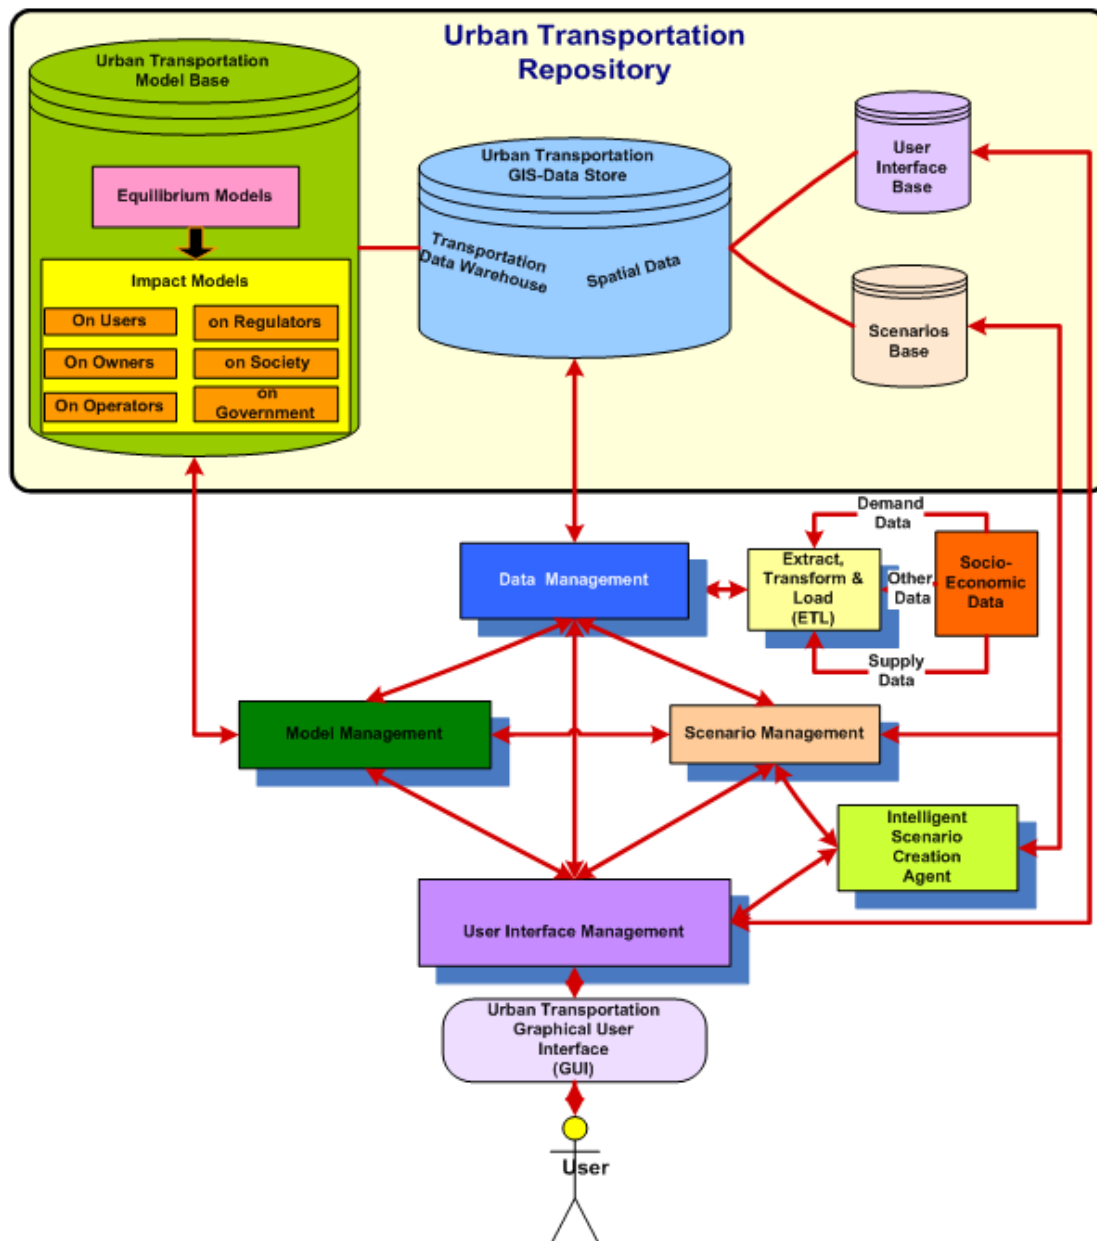 Urban Transportation
Repository
Urban Transportation
Model Base
Equilibrium Models
Impact Models
On Users
on Regulators
On Owners
on Society
On Operators
on
Government
Urban Transportation
GIS-Data Store
Transportation
Data Warehouse
Spatial Data
User
Interface
Base
Scenarios
Base
Data Management
Extract,
Transform &
Load
(ETL)
Demand
Data
Other
Data
Supply
Data
Socio-
Economic
Data
Model Management
Scenario Management
Intelligent
Scenario
Creation
Agent
User Interface Management
Urban Transportation
Graphical User
Interface
(GUI)
User